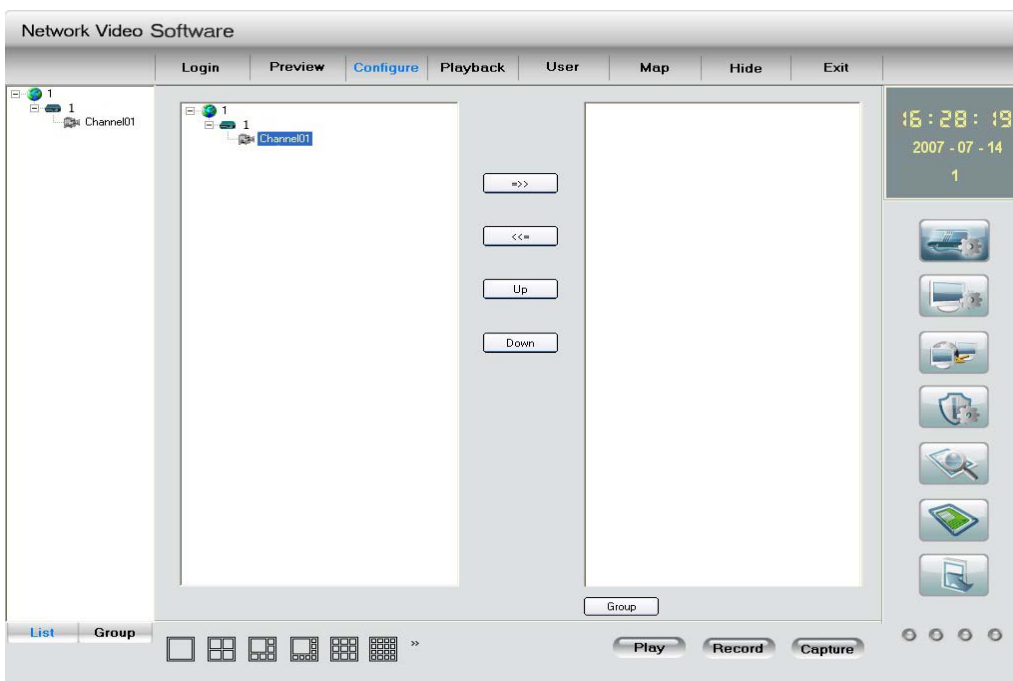 Network Video Software
Login Preview Configure Playback User Map Hide Exit
1
1
Channel01
1
1
Channel01
=>>
<<=
Up
Down
Group
16:28:19
2007 - 07 - 14
1
List Group
»
Play Record Capture